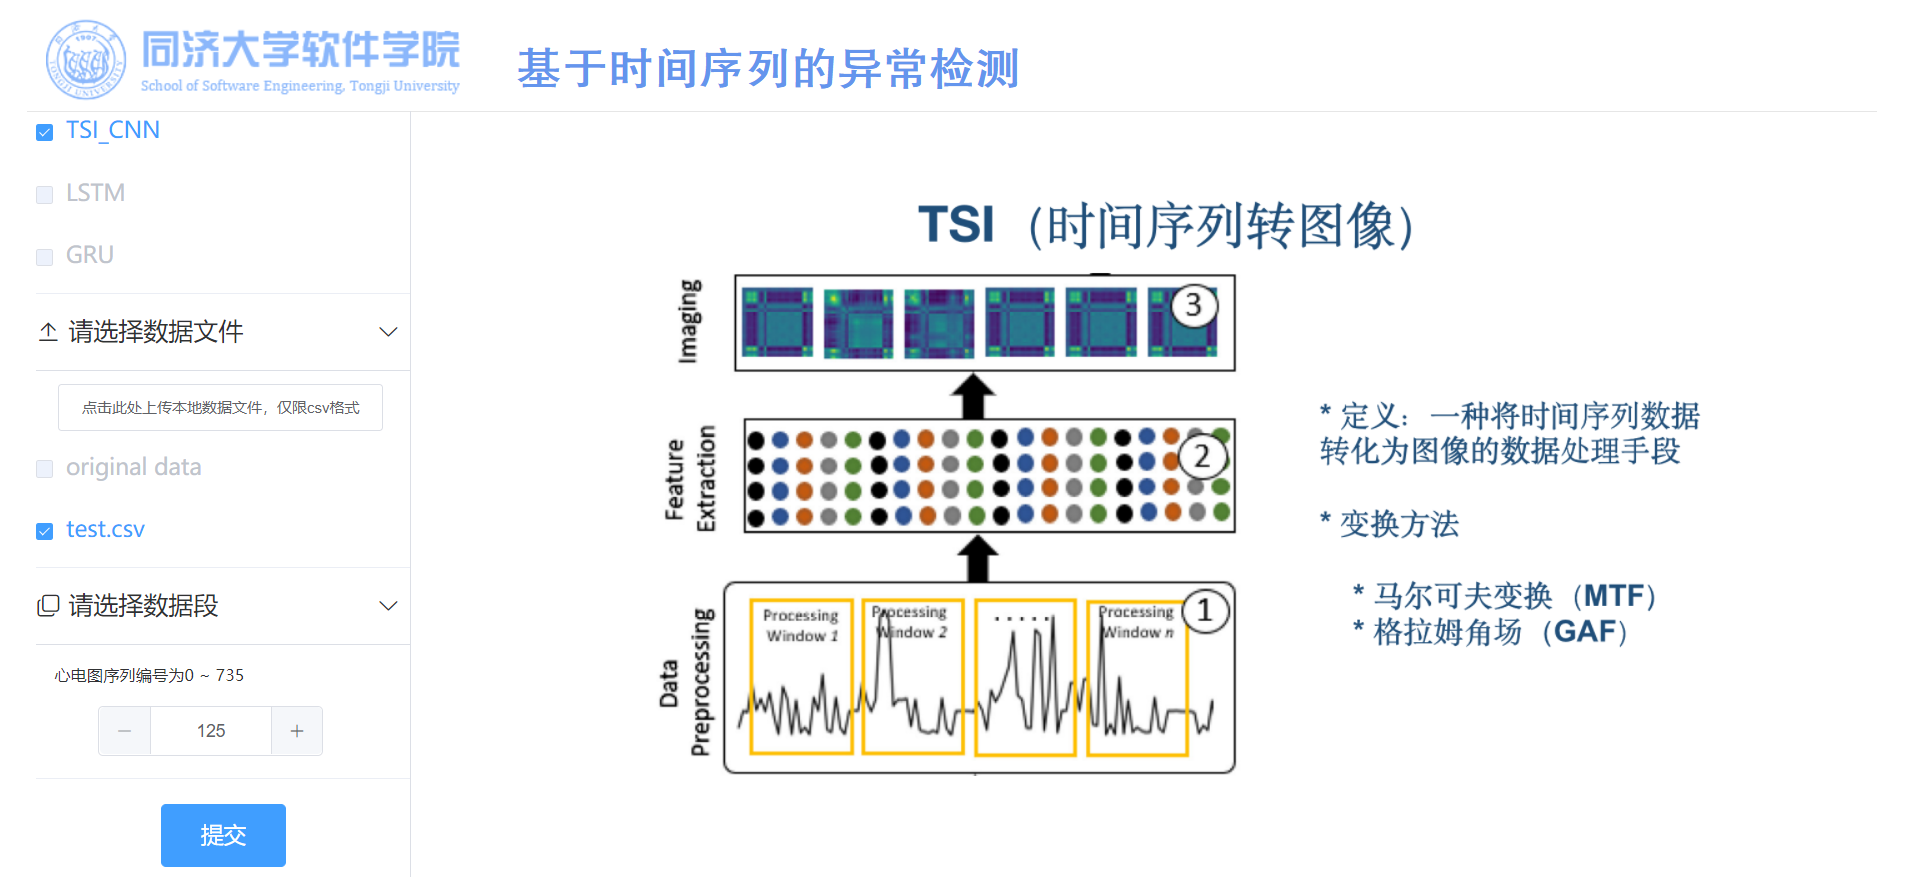 同济大学软件学院
School of Software Engineering, Tongji University
基于时间序列的异常检测
TSI_CNN
LSTM
GRU
请选择数据文件
点击此处上传本地数据文件，仅限csv格式
original data
test.csv
请选择数据段
心电图序列编号为0 ~ 735
125
提交
TSI（时间序列转图像）
Imaging
3
Feature
Extraction
2
Data
Preprocessing
Processing
Window 1
Processing
Window 2
......
Processing
Window n
1
* 定义：一种将时间序列数据
转化为图像的数据处理手段
* 变换方法
* 马尔可夫变换（MTF）
* 格拉姆角场（GAF）